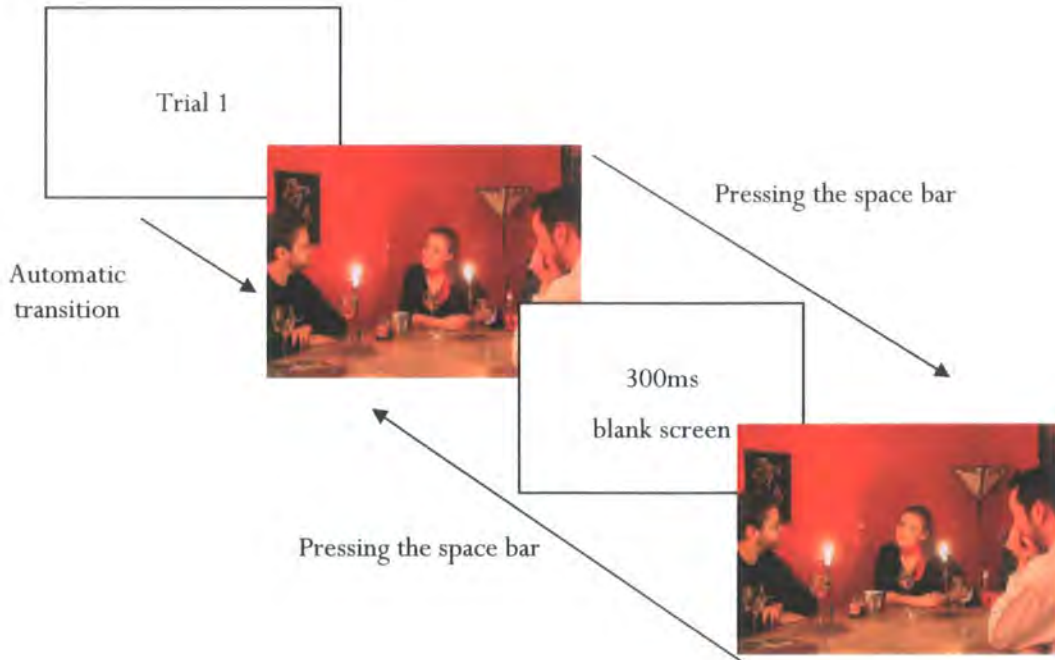 Trial 1
Pressing the space bar
Automatic
transition
300ms
blank screen
Pressing the space bar